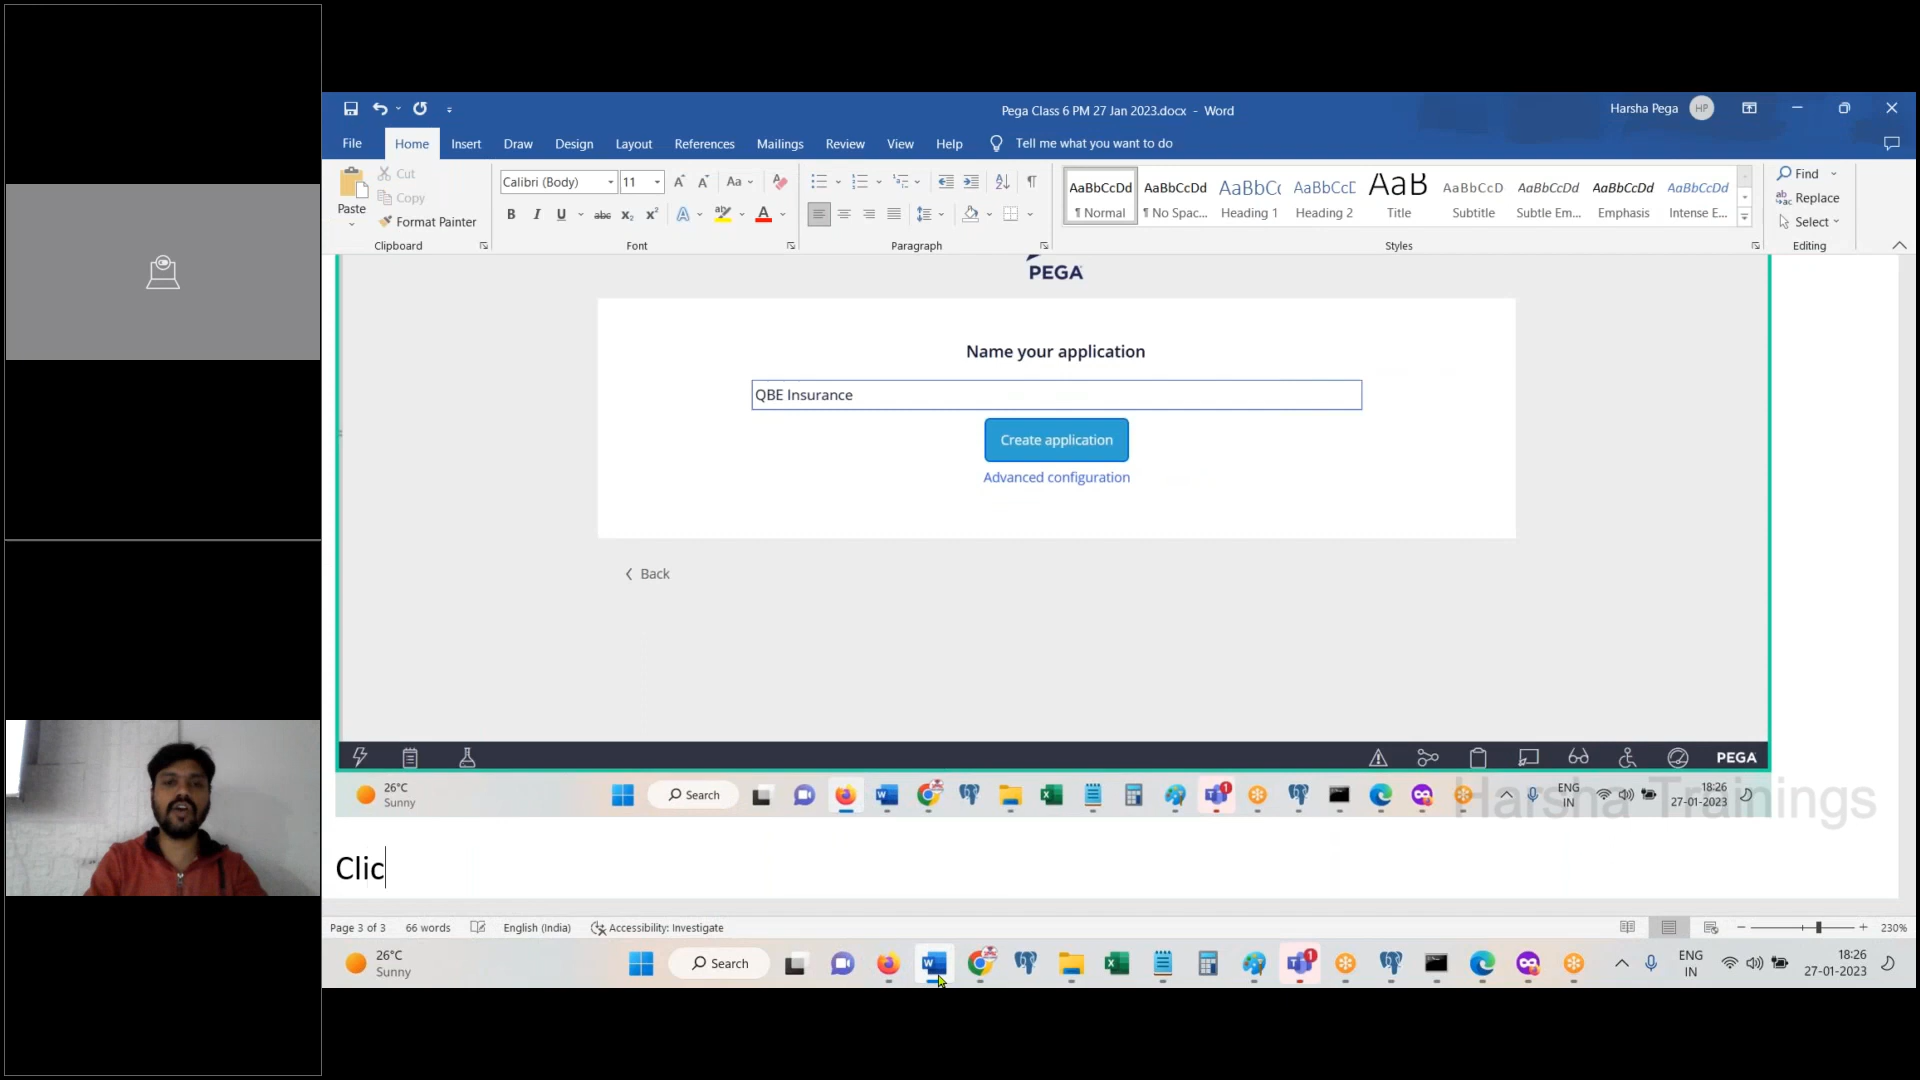 Pega Class 6 PM 27 Jan 2023.docx - Word
Harsha Pega HP
File Home Insert Draw Design Layout References Mailings Review View Help Tell me what you want to do
Paste
Cut
Copy
Format Painter
Calibri (Body) 11
AaBbCcDd ¶ Normal
AaBbCcDd ¶ No Spac...
AaBbCc Heading 1
AaBbCcD Heading 2
AaB Title
AaBbCcD Subtitle
AaBbCcDd Subtle Em...
AaBbCcDd Emphasis
AaBbCcDd Intense E...
Find
Replace
Select
Clipboard Font Paragraph Styles Editing
PEGA
Name your application
QBE Insurance
Create application
Advanced configuration
Back
PEGA
26°C
Sunny
Search
1
ENG
IN
18:26
27-01-2023
Harsha Trainings
Clic
Page 3 of 3 66 words English (India) Accessibility: Investigate 230%
26°C
Sunny
Search
1
ENG
IN
18:26
27-01-2023